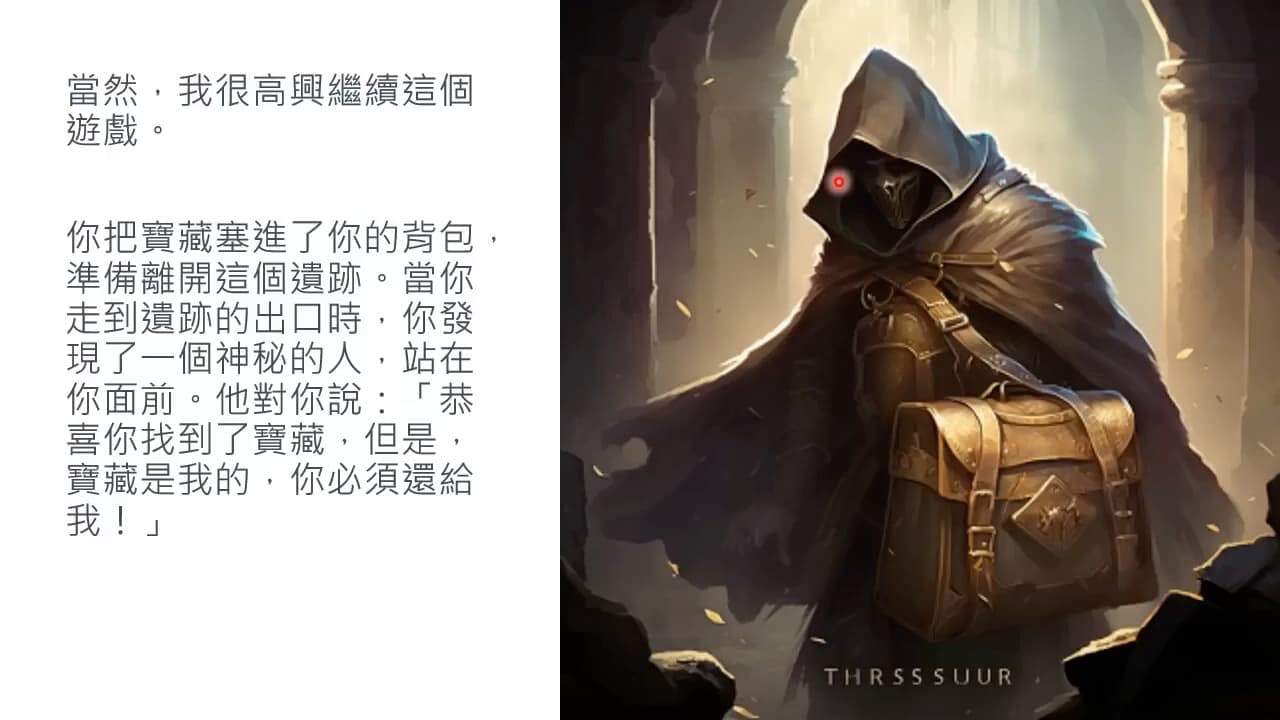 當然，我很高興繼續這個
遊戲。
你把寶藏塞進了你的背包，
準備離開這個遺跡。當你
走到遺跡的出口時，你發
現了一個神秘的人，站在
你面前。他對你說：「恭
喜你找到了寶藏，但是，
寶藏是我的，你必須還給
我！」
THRSSSUUR